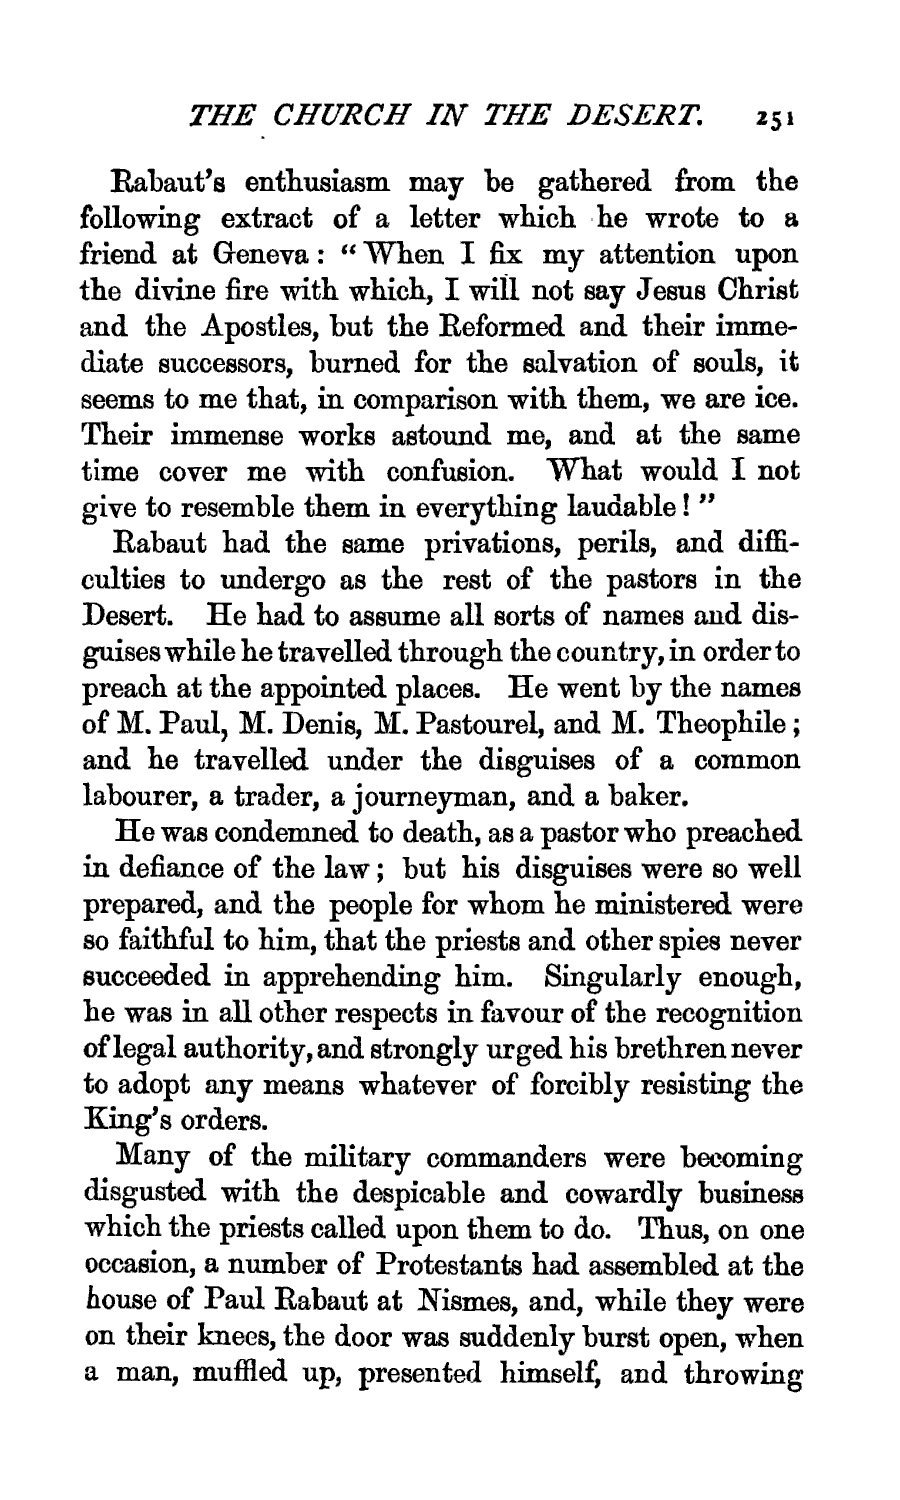 THE CHURCH IN THE DESERT. 251
Rabaut's enthusiasm may be gathered from the
following extract of a letter which he wrote to a
friend at Geneva: "When I fix my attention upon
the divine fire with which, I will not say Jesus Christ
and the Apostles, but the Reformed and their imme-
diate successors, burned for the salvation of souls, it
seems to me that, in comparison with them, we are ice.
Their immense works astound me, and at the same
time cover me with confusion. What would I not
give to resemble them in everything laudable!"
Rabaut had the same privations, perils, and diffi-
culties to undergo as the rest of the pastors in the
Desert. He had to assume all sorts of names and dis-
guises while he travelled through the country, in order to
preach at the appointed places. He went by the names
of M. Paul, M. Denis, M. Pastourel, and M. Theophile;
and he travelled under the disguises of a common
labourer, a trader, a journeyman, and a baker.
He was condemned to death, as a pastor who preached
in defiance of the law; but his disguises were so well
prepared, and the people for whom he ministered were
so faithful to him, that the priests and other spies never
succeeded in apprehending him. Singularly enough,
he was in all other respects in favour of the recognition
of legal authority, and strongly urged his brethren never
to adopt any means whatever of forcibly resisting the
King's orders.
Many of the military commanders were becoming
disgusted with the despicable and cowardly business
which the priests called upon them to do. Thus, on one
occasion, a number of Protestants had assembled at the
house of Paul Rabaut at Nismes, and, while they were
on their knees, the door was suddenly burst open, when
a man, muffled up, presented himself, and throwing